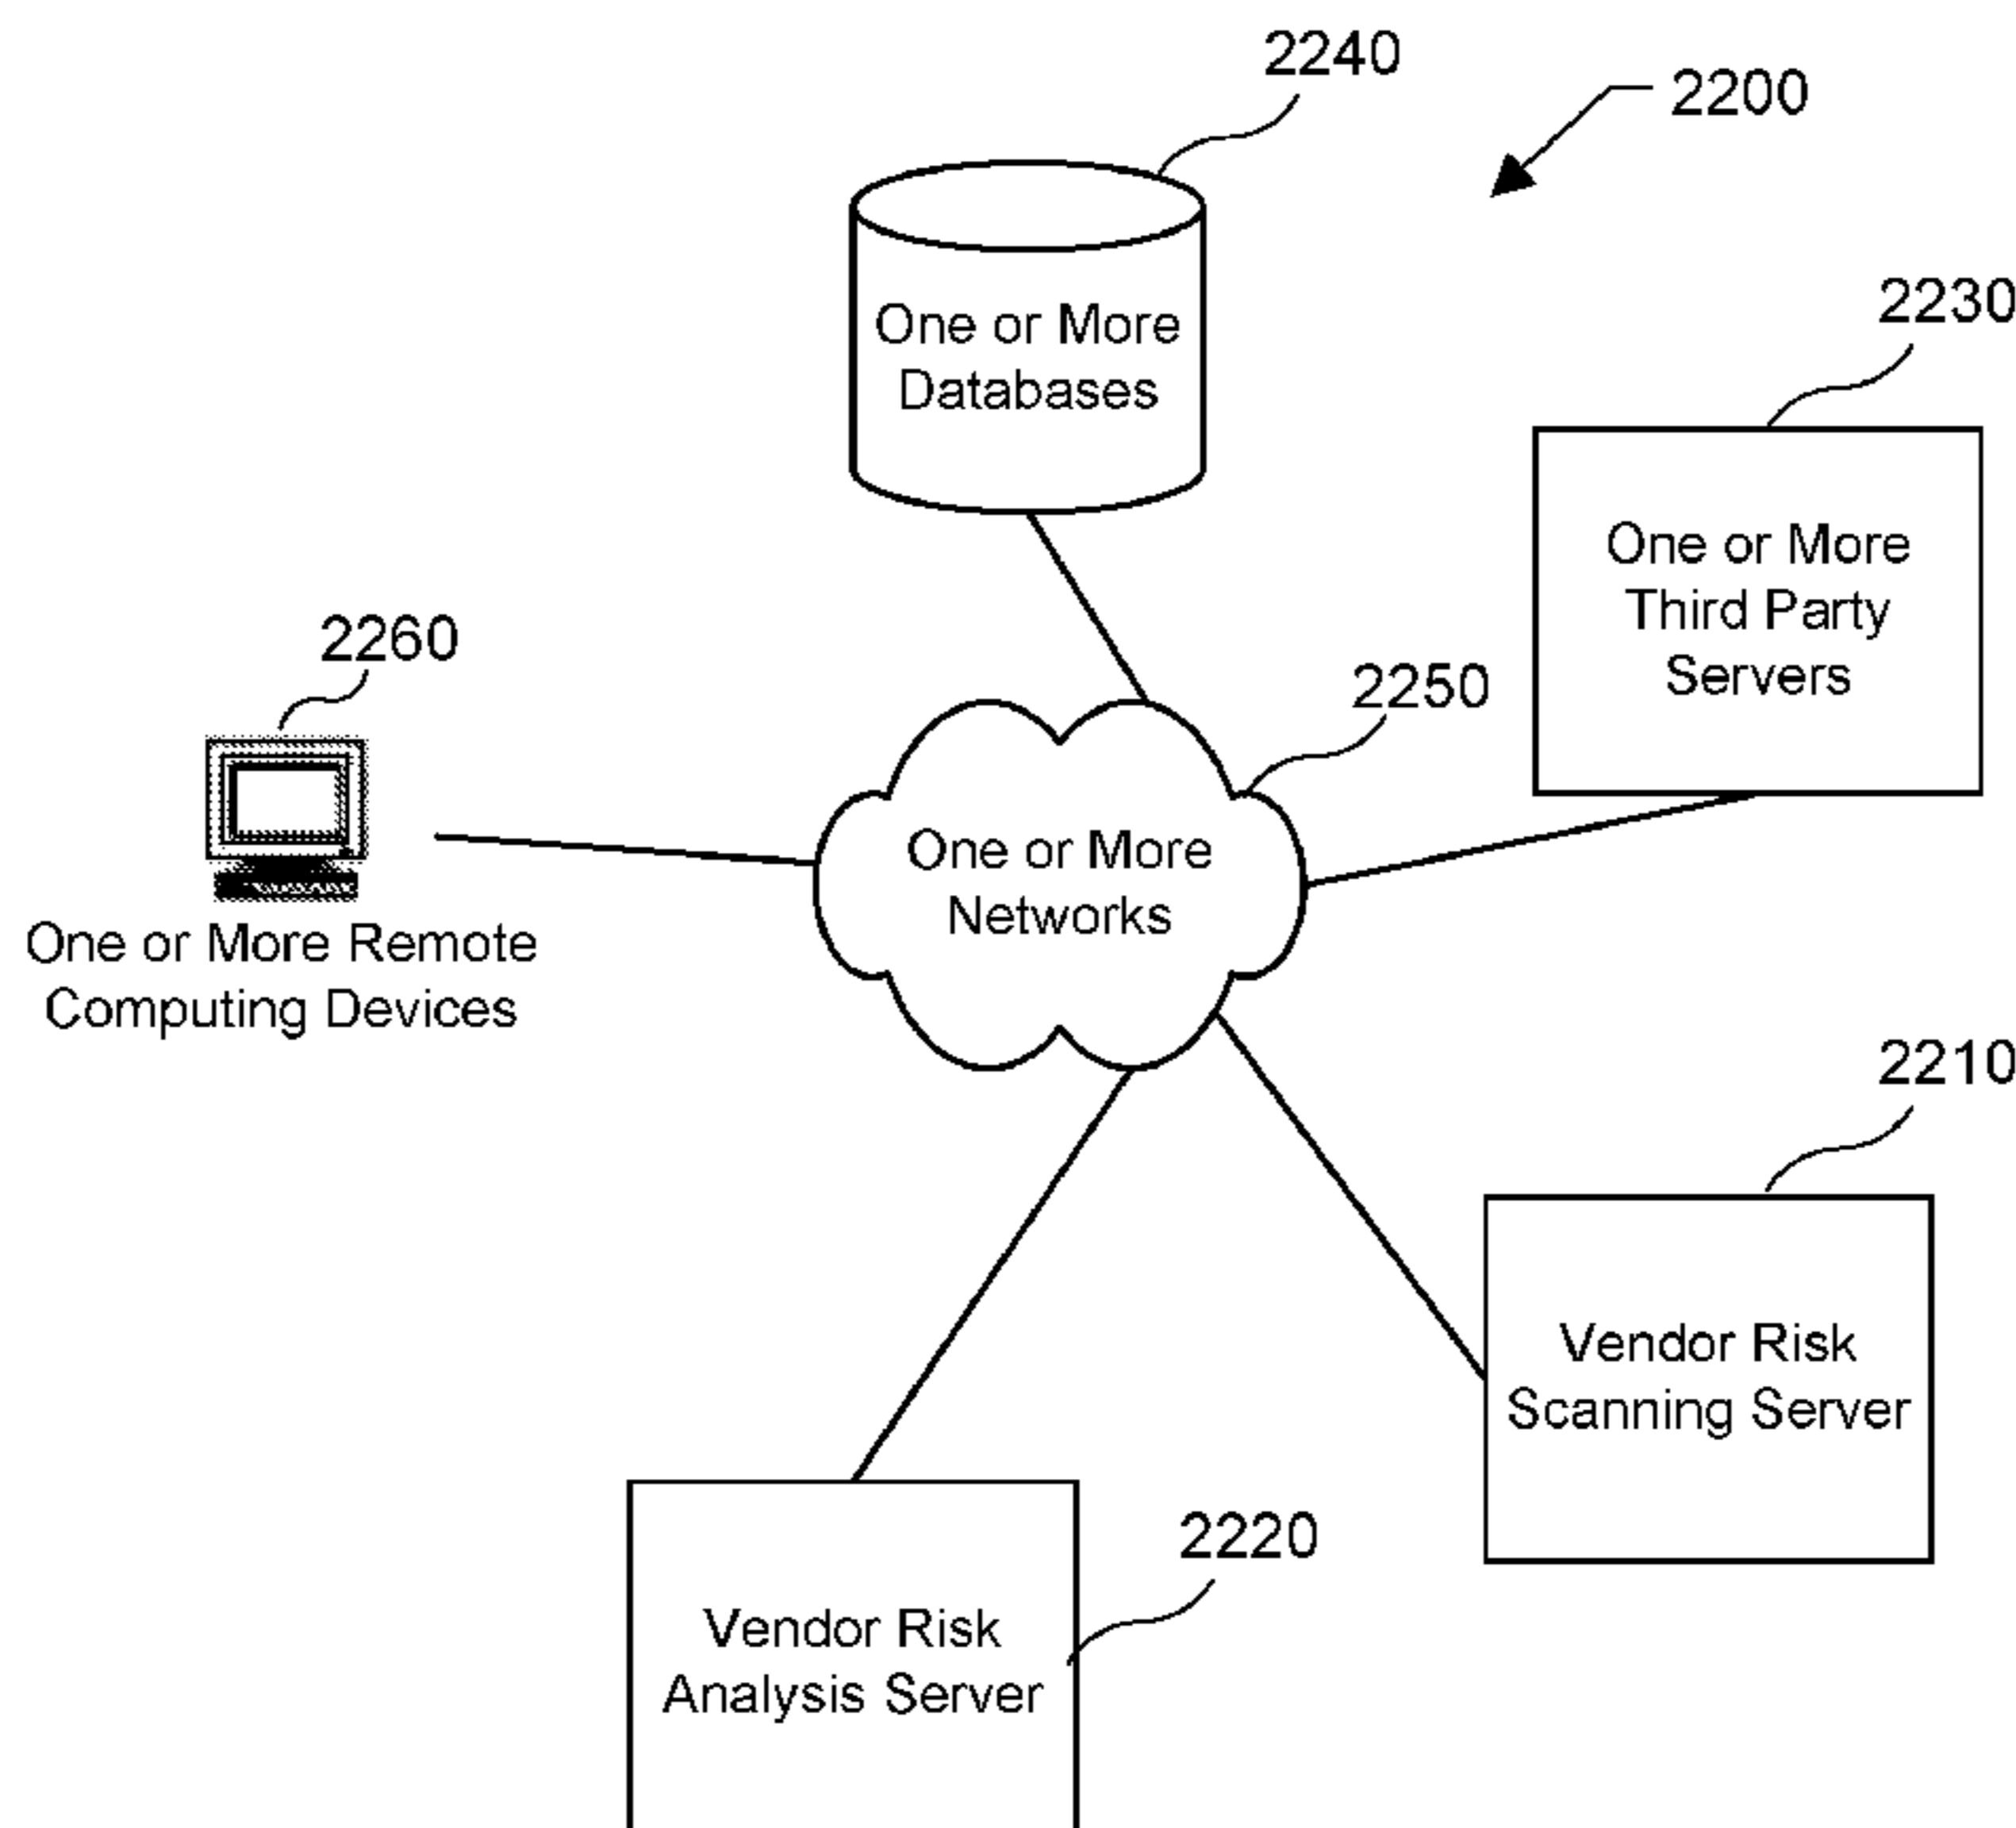 2240
2200
One or More
Databases
2230
One or More
Third Party
Servers
2260
2250
One or More
Networks
One or More Remote
Computing Devices
2210
Vendor Risk
Scanning Server
2220
Vendor Risk
Analysis Server